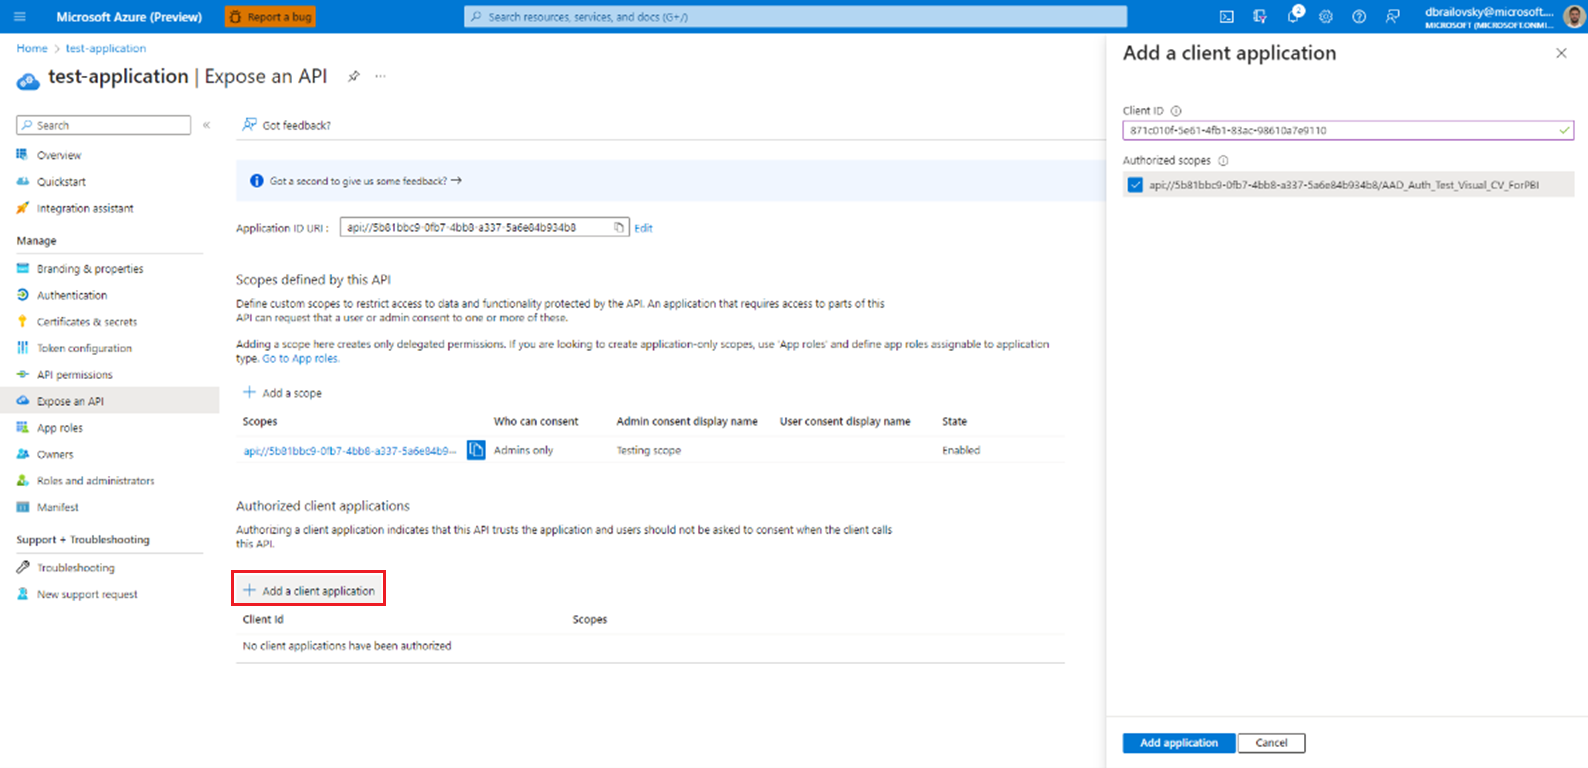 Microsoft Azure (Preview)
Report a bug
Search resources, services, and docs (G+/)
2
dbrailovsky@microsoft....
MICROSOFT (MICROSOFT.ONMI...
Home > test-application
test-application | Expose an API
...
Search
«
Overview
Quickstart
Integration assistant
Manage
Branding & properties
Authentication
Certificates & secrets
Token configuration
API permissions
Expose an API
App roles
Owners
Roles and administrators
Manifest
Support + Troubleshooting
Troubleshooting
New support request
Got feedback?
Got a second to give us some feedback? →
Application ID URI : api://5b81bbc9-0fb7-4bb8-a337-5a6e84b934b8 Edit
Scopes defined by this API
Define custom scopes to restrict access to data and functionality protected by the API. An application that requires access to parts of this
API can request that a user or admin consent to one or more of these.
Adding a scope here creates only delegated permissions. If you are looking to create application-only scopes, use 'App roles' and define app roles assignable to application
type. Go to App roles.
+ Add a scope
Scopes Who can consent Admin consent display name User consent display name State
api://5b81bbc9-0fb7-4bb8-a337-5a6e84b9... Admins only Testing scope Enabled
Authorized client applications
Authorizing a client application indicates that this API trusts the application and users should not be asked to consent when the client calls
this API.
+ Add a client application
Client Id Scopes
No client applications have been authorized
Add a client application
Client ID
871c010f-5e61-4fb1-83ac-98610a7e9110
Authorized scopes
api://5b81bbc9-0fb7-4bb8-a337-5a6e84b934b8/AAD_Auth_Test_Visual_CV_ForPBI
Add application
Cancel